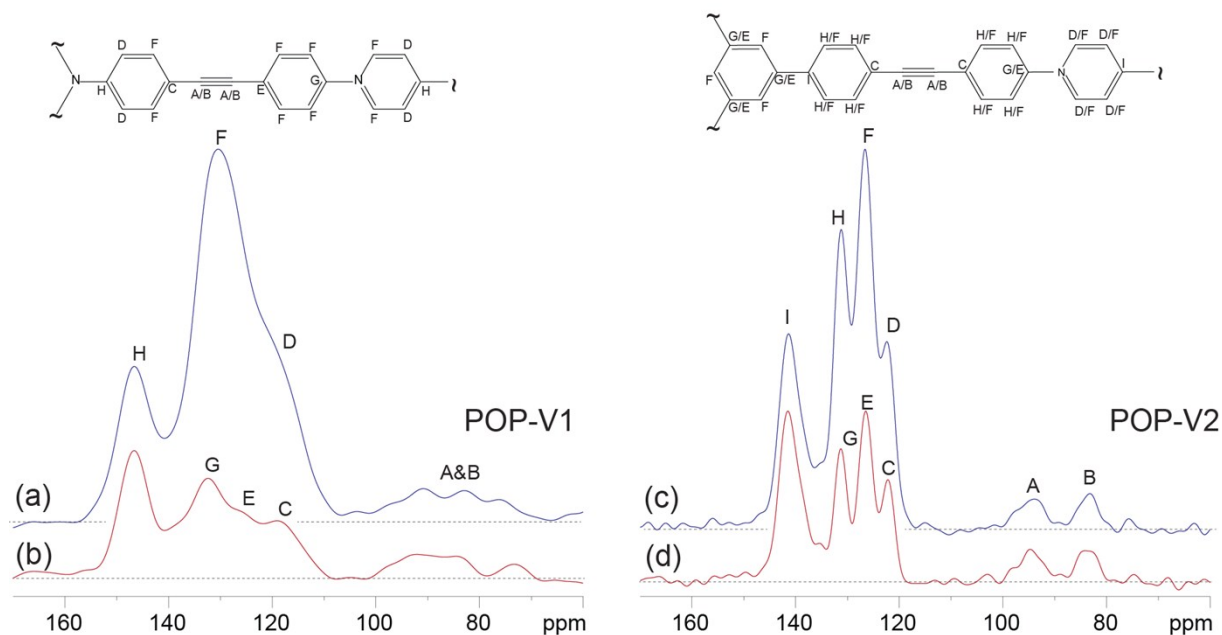 D F F F F D
N H C A/B A/B E G N H
D F F F F D
G/E F H/F H/F H/F H/F D/F D/F
F G/E I C A/B A/B C G/E N I
G/E F H/F H/F H/F H/F D/F D/F
F
H
D
G
E
C
A&B
POP-V1
(a)
(b)
160 140 120 100 80 ppm
F
H
I
D
E
G
C
A
B
POP-V2
(c)
(d)
160 140 120 100 80 ppm